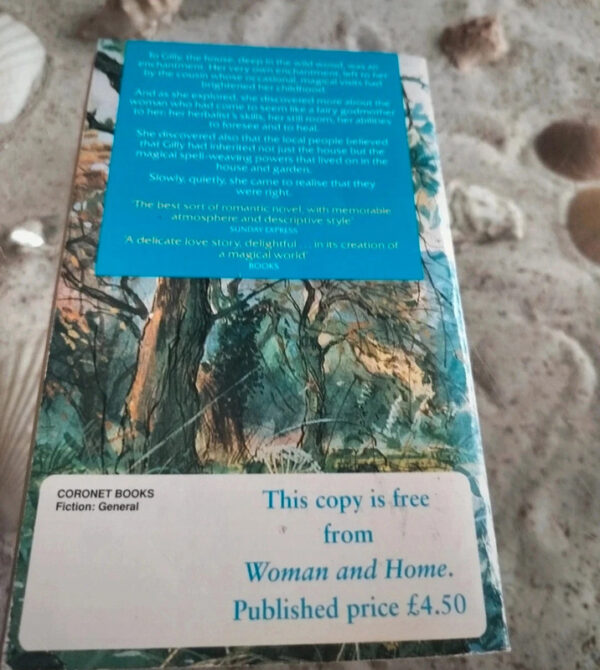 To Gilly, the house, deep in the wild wood, was an
enchantment. Her very own enchantment, left to her
by the cousin whose occasional, magical visits had
brightened her childhood.
And as she explored, she discovered more about the
woman who had come to seem like a fairy godmother
to her: her herbalist's skills, her still room, her abilities
to foresee and to heal.
She discovered also that the local people believed
that Gilly had inherited not just the house but the
magical spell-weaving powers that lived on in the
house and garden.
Slowly, quietly, she came to realise that they
were right.
'The best sort of romantic novel, with memorable
atmosphere and descriptive style'
SUNDAY EXPRESS
'A delicate love story, delightful ... in its creation of
a magical world'
BOOKS
CORONET BOOKS
Fiction: General
This copy is free
from
Woman and Home.
Published price £4.50